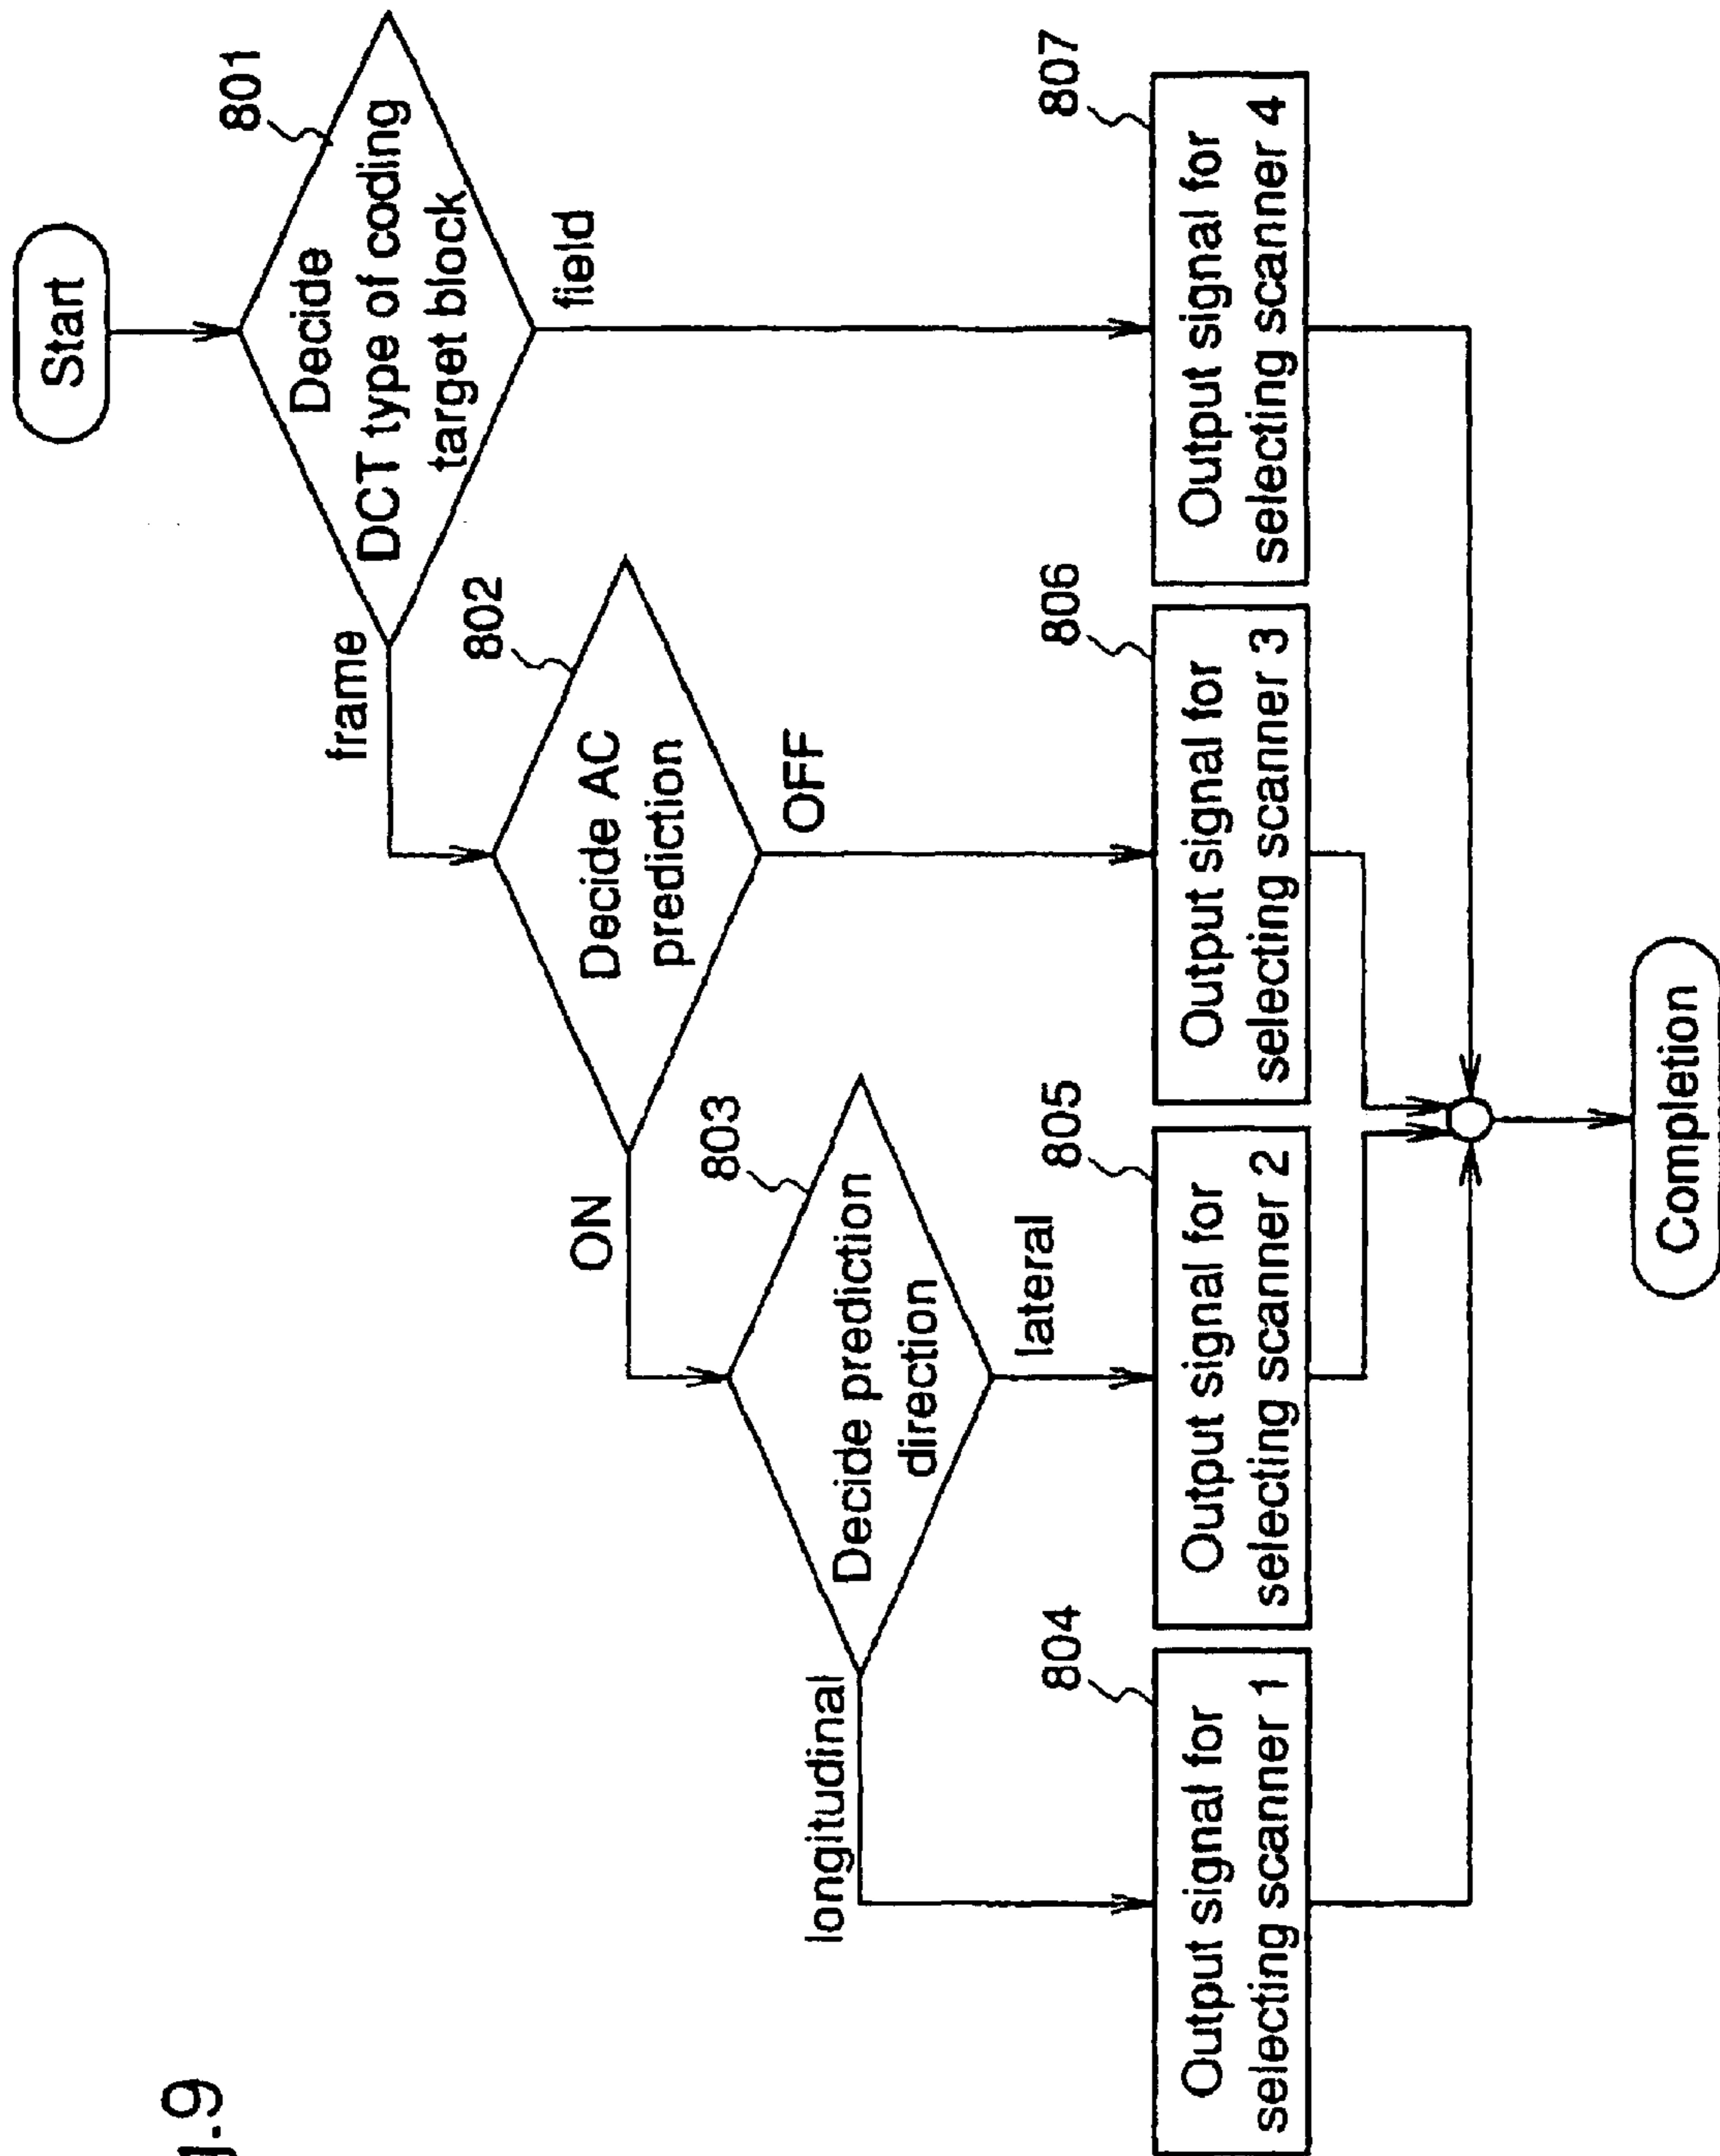 Start
801
Decide
DCT type of coding
target block
frame
field
802
Decide AC
prediction
ON
OFF
803
Decide prediction
direction
longitudinal
lateral
804
Output signal for
selecting scanner 1
805
Output signal for
selecting scanner 2
806
Output signal for
selecting scanner 3
807
Output signal for
selecting scanner 4
Completion